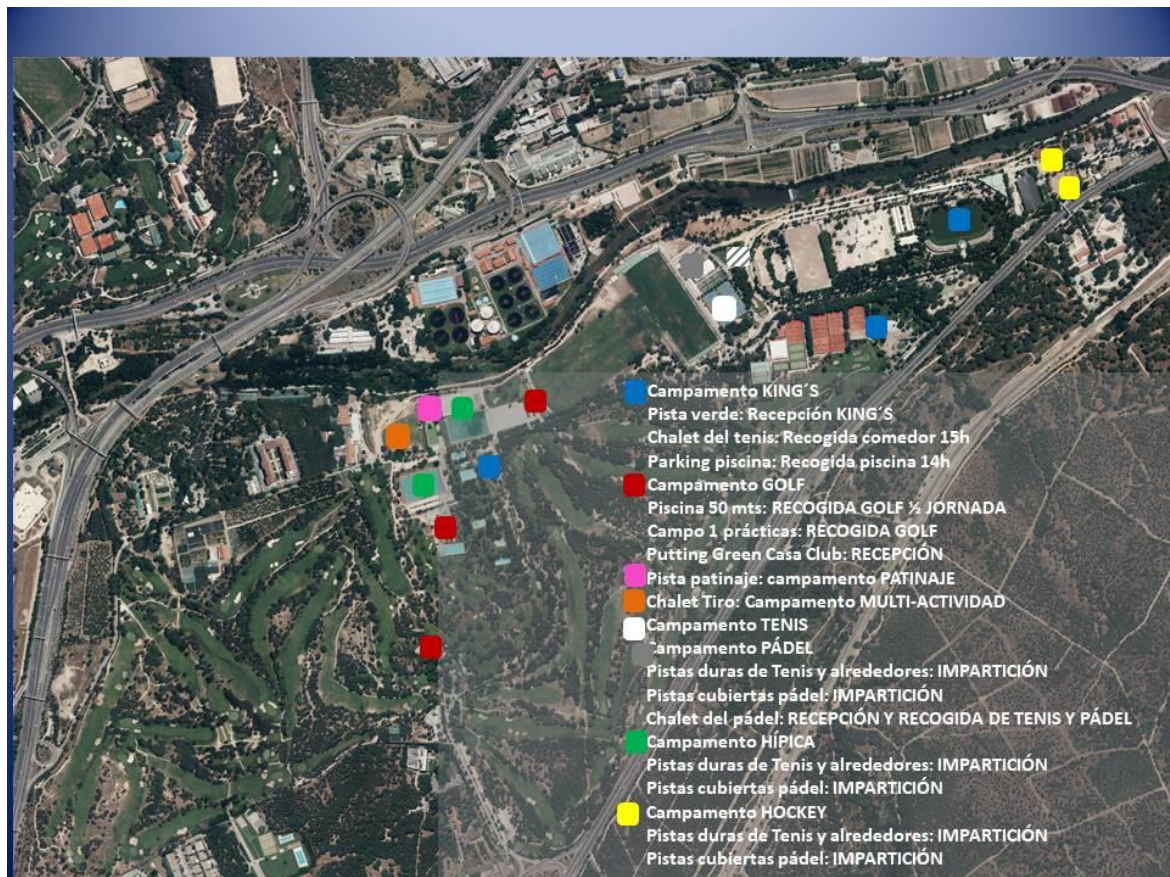 Campamento KING´S
Pista verde: Recepción KING´S
Chalet del tenis: Recogida comedor 15h
Parking piscina: Recogida piscina 14h
Campamento GOLF
Piscina 50 mts: RECOGIDA GOLF ½ JORNADA
Campo 1 prácticas: RECOGIDA GOLF
Putting Green Casa Club: RECEPCIÓN
Pista patinaje: campamento PATINAJE
Chalet Tiro: Campamento MULTI-ACTIVIDAD
Campamento TENIS
Campamento PÁDEL
Pistas duras de Tenis y alrededores: IMPARTICIÓN
Pistas cubiertas pádel: IMPARTICIÓN
Chalet del pádel: RECEPCIÓN Y RECOGIDA DE TENIS Y PÁDEL
Campamento HÍPICA
Pistas duras de Tenis y alrededores: IMPARTICIÓN
Pistas cubiertas pádel: IMPARTICIÓN
Campamento HOCKEY
Pistas duras de Tenis y alrededores: IMPARTICIÓN
Pistas cubiertas pádel: IMPARTICIÓN